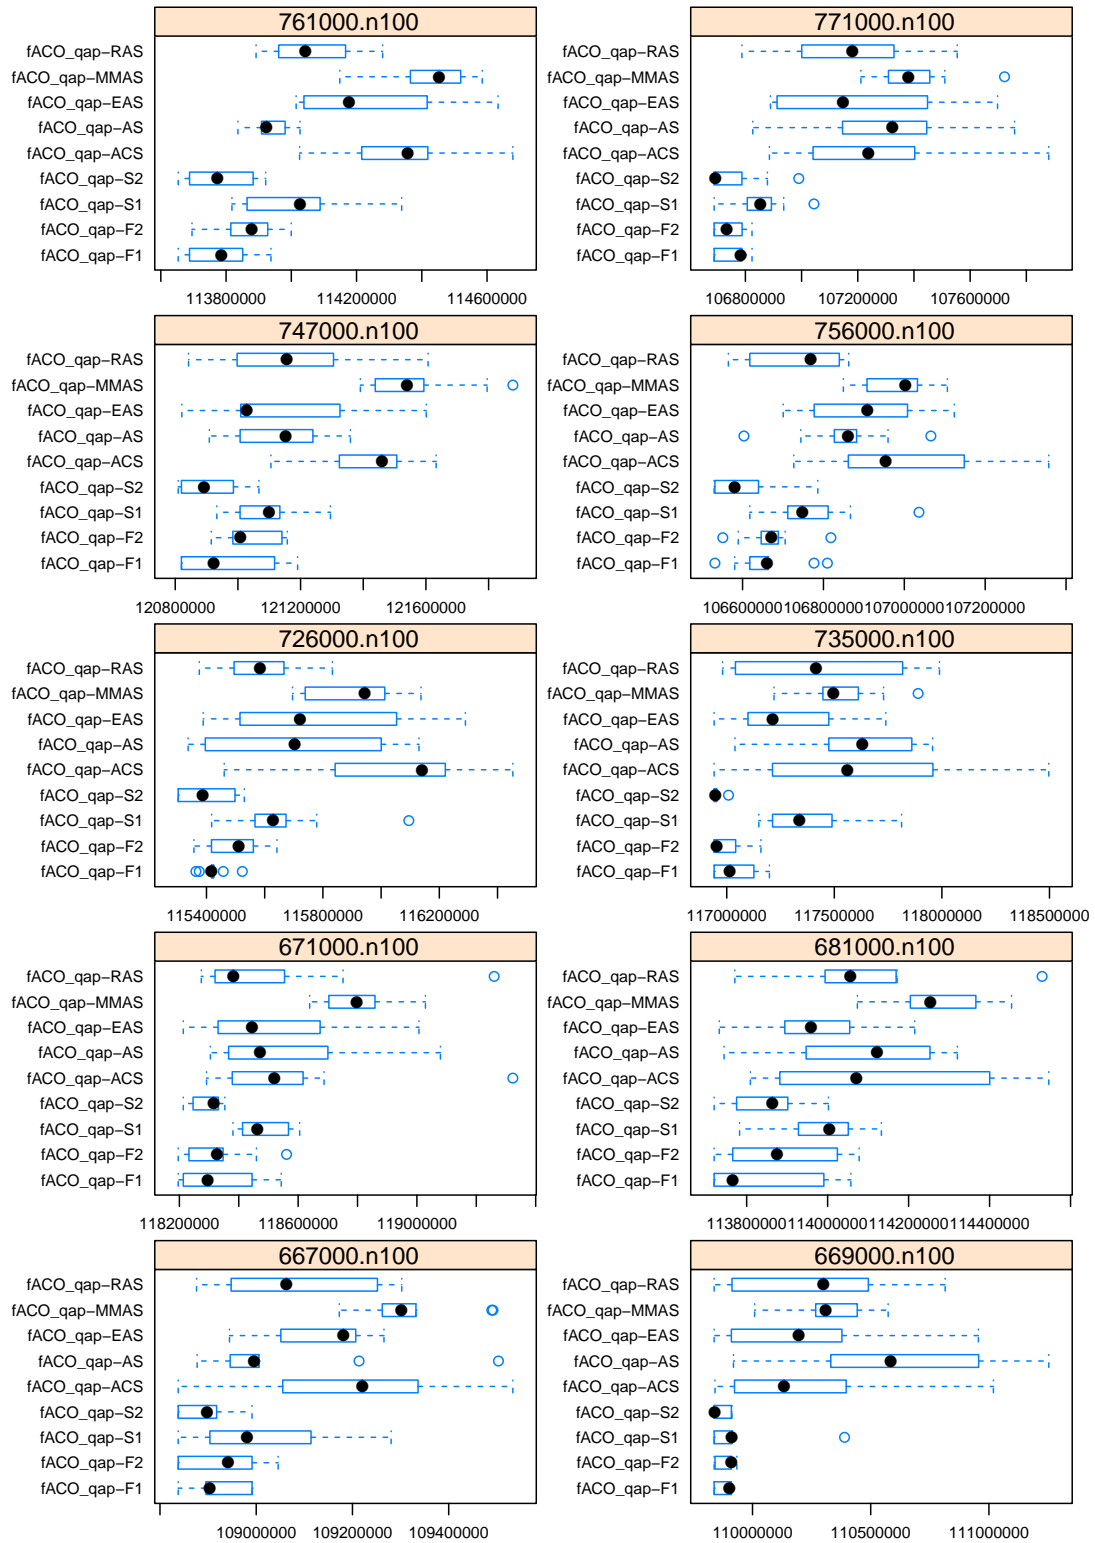 761000.n100
fACO_qap−RAS
fACO_qap−MMAS
fACO_qap−EAS
fACO_qap−AS
fACO_qap−ACS
fACO_qap−S2
fACO_qap−S1
fACO_qap−F2
fACO_qap−F1
113800000 114200000 114600000
771000.n100
fACO_qap−RAS
fACO_qap−MMAS
fACO_qap−EAS
fACO_qap−AS
fACO_qap−ACS
fACO_qap−S2
fACO_qap−S1
fACO_qap−F2
fACO_qap−F1
106800000 107200000 107600000
747000.n100
fACO_qap−RAS
fACO_qap−MMAS
fACO_qap−EAS
fACO_qap−AS
fACO_qap−ACS
fACO_qap−S2
fACO_qap−S1
fACO_qap−F2
fACO_qap−F1
120800000 121200000 121600000
756000.n100
fACO_qap−RAS
fACO_qap−MMAS
fACO_qap−EAS
fACO_qap−AS
fACO_qap−ACS
fACO_qap−S2
fACO_qap−S1
fACO_qap−F2
fACO_qap−F1
106600000 106800000 107000000 107200000
726000.n100
fACO_qap−RAS
fACO_qap−MMAS
fACO_qap−EAS
fACO_qap−AS
fACO_qap−ACS
fACO_qap−S2
fACO_qap−S1
fACO_qap−F2
fACO_qap−F1
115400000 115800000 116200000
735000.n100
fACO_qap−RAS
fACO_qap−MMAS
fACO_qap−EAS
fACO_qap−AS
fACO_qap−ACS
fACO_qap−S2
fACO_qap−S1
fACO_qap−F2
fACO_qap−F1
117000000 117500000 118000000 118500000
671000.n100
fACO_qap−RAS
fACO_qap−MMAS
fACO_qap−EAS
fACO_qap−AS
fACO_qap−ACS
fACO_qap−S2
fACO_qap−S1
fACO_qap−F2
fACO_qap−F1
118200000 118600000 119000000
681000.n100
fACO_qap−RAS
fACO_qap−MMAS
fACO_qap−EAS
fACO_qap−AS
fACO_qap−ACS
fACO_qap−S2
fACO_qap−S1
fACO_qap−F2
fACO_qap−F1
113800000 114000000 114200000 114400000
667000.n100
fACO_qap−RAS
fACO_qap−MMAS
fACO_qap−EAS
fACO_qap−AS
fACO_qap−ACS
fACO_qap−S2
fACO_qap−S1
fACO_qap−F2
fACO_qap−F1
109000000 109200000 109400000
669000.n100
fACO_qap−RAS
fACO_qap−MMAS
fACO_qap−EAS
fACO_qap−AS
fACO_qap−ACS
fACO_qap−S2
fACO_qap−S1
fACO_qap−F2
fACO_qap−F1
110000000 110500000 111000000